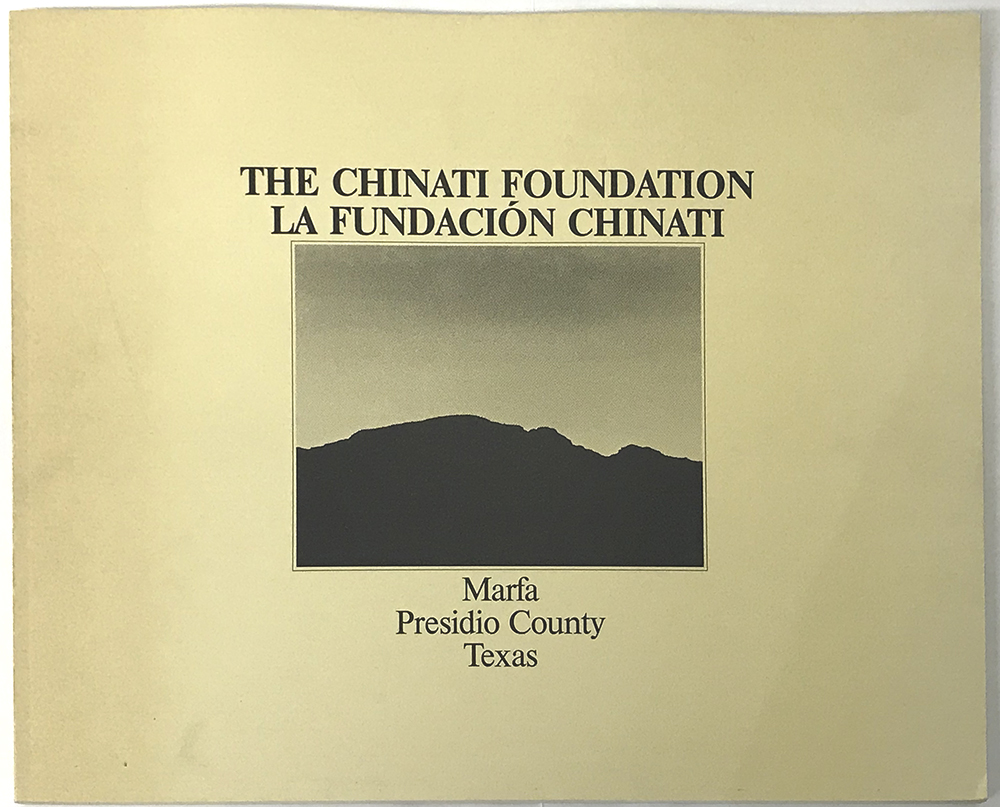 THE CHINATI FOUNDATION
LA FUNDACIÓN CHINATI
Marfa
Presidio County
Texas